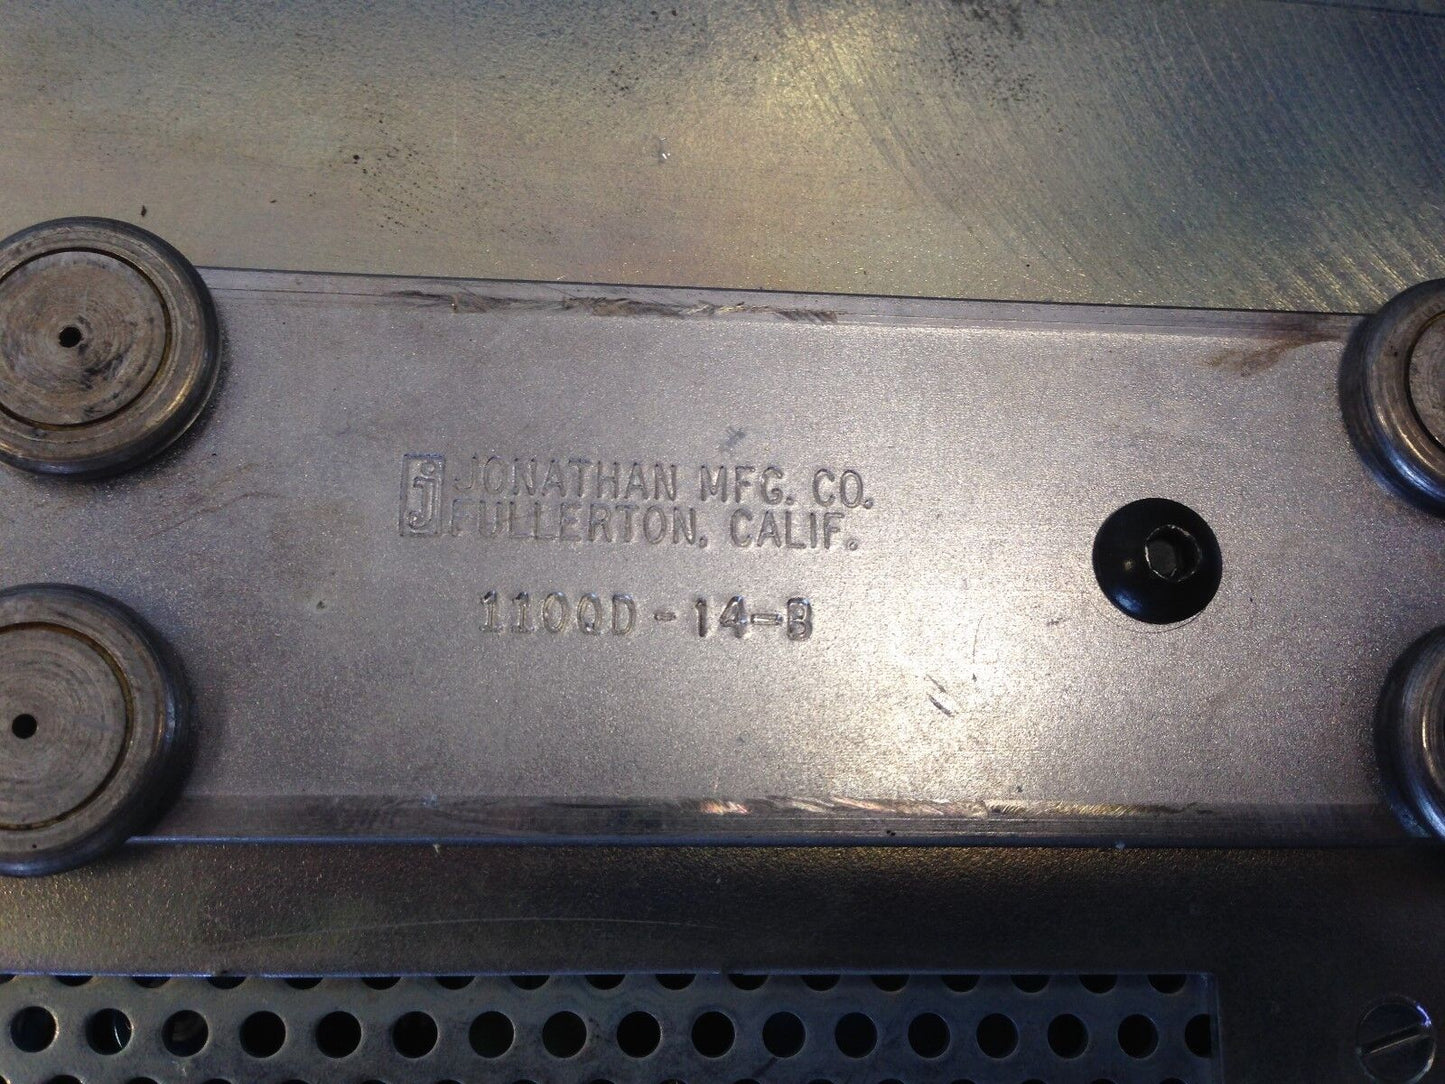 j JONATHAN MFG. CO.
FULLERTON, CALIF.
110QD-14-B